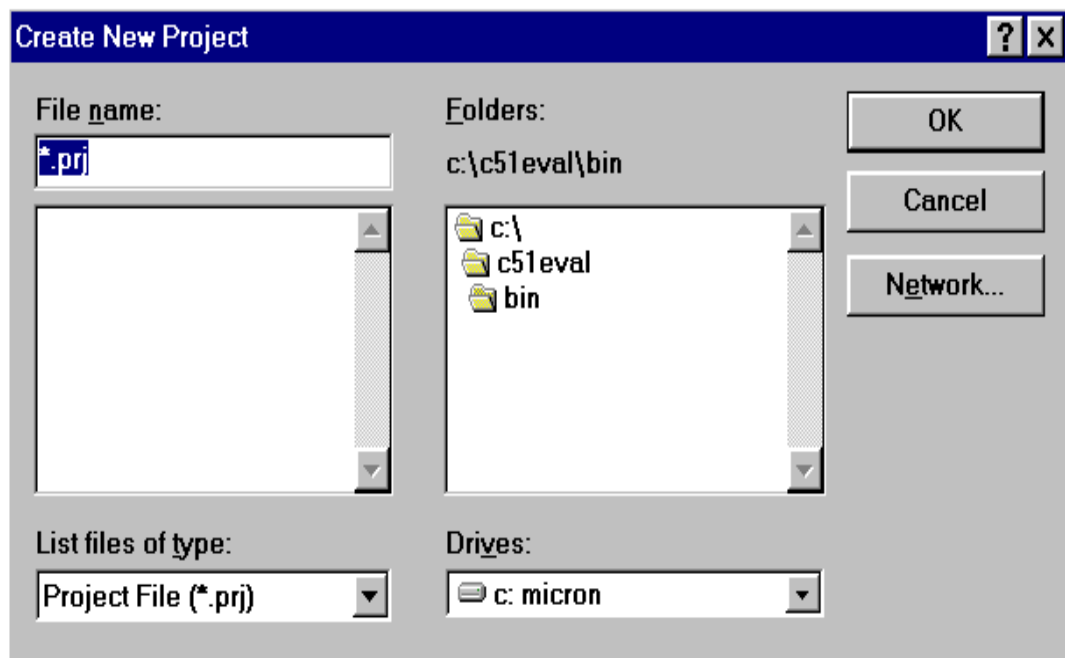 Create New Project
File name:
*.prj
Folders:
c:\c51eval\bin
c:\
c51eval
bin
OK
Cancel
Network...
List files of type:
Project File (*.prj)
Drives:
c: micron